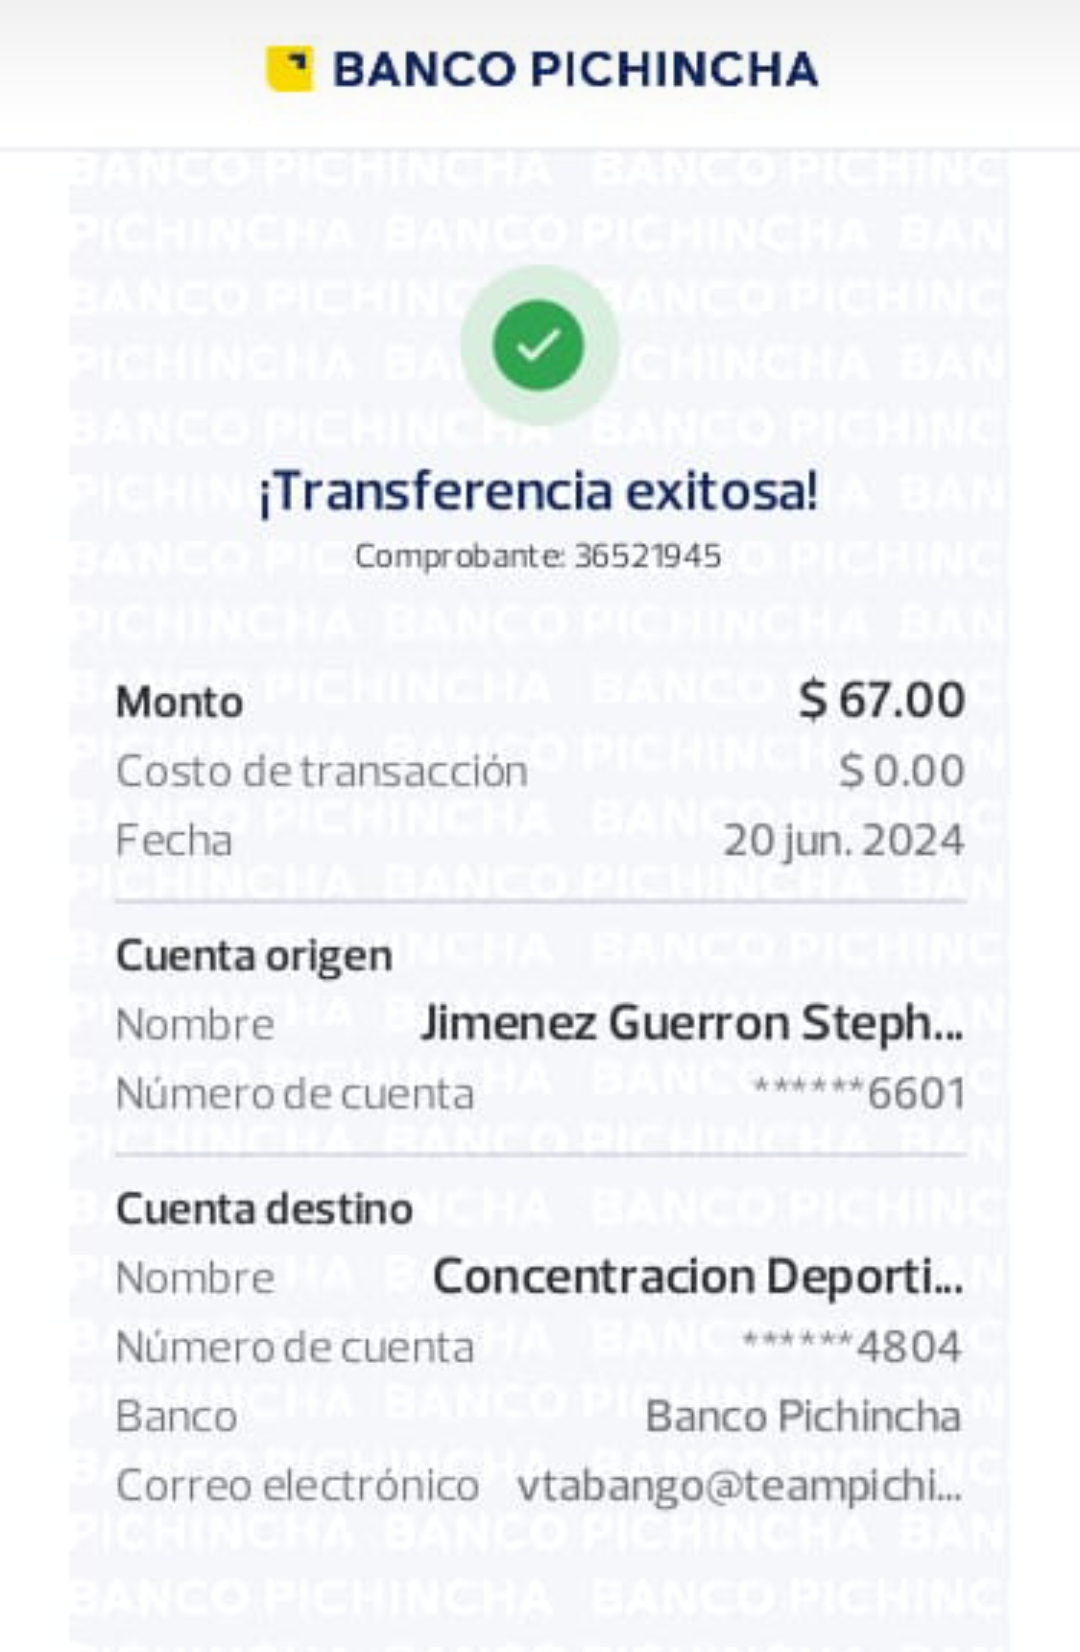 BANCO PICHINCHA
¡Transferencia exitosa!
Comprobante: 36521945
Monto $ 67.00
Costo de transacción $ 0.00
Fecha 20 jun. 2024
Cuenta origen
Nombre Jimenez Guerron Steph...
Número de cuenta ******6601
Cuenta destino
Nombre Concentracion Deporti...
Número de cuenta ******4804
Banco Banco Pichincha
Correo electrónico vtabango@teampichi...